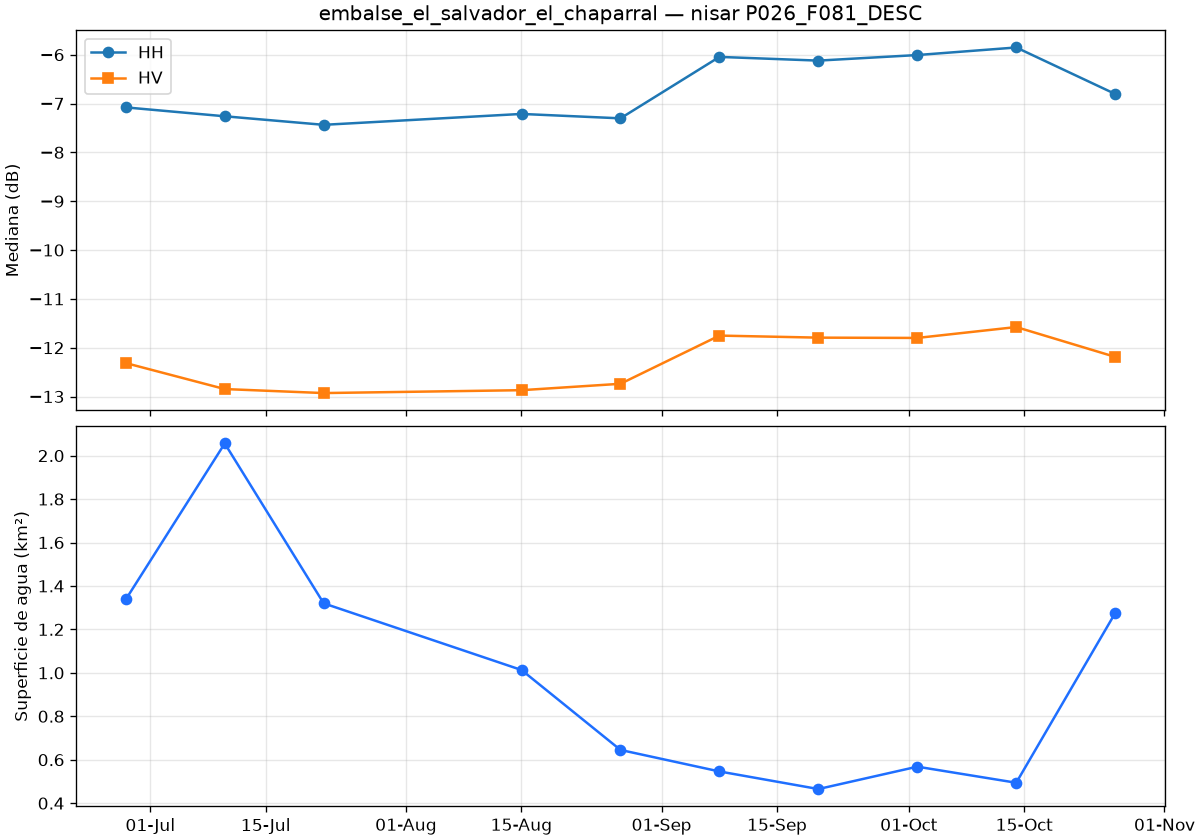 embalse_el_salvador_el_chaparral — nisar P026_F081_DESC
HH
HV
−6
−7
−8
−9
−10
−11
−12
−13
Mediana (dB)
2.0
1.8
1.6
1.4
1.2
1.0
0.8
0.6
0.4
Superficie de agua (km²)
01-Jul 15-Jul 01-Aug 15-Aug 01-Sep 15-Sep 01-Oct 15-Oct 01-Nov